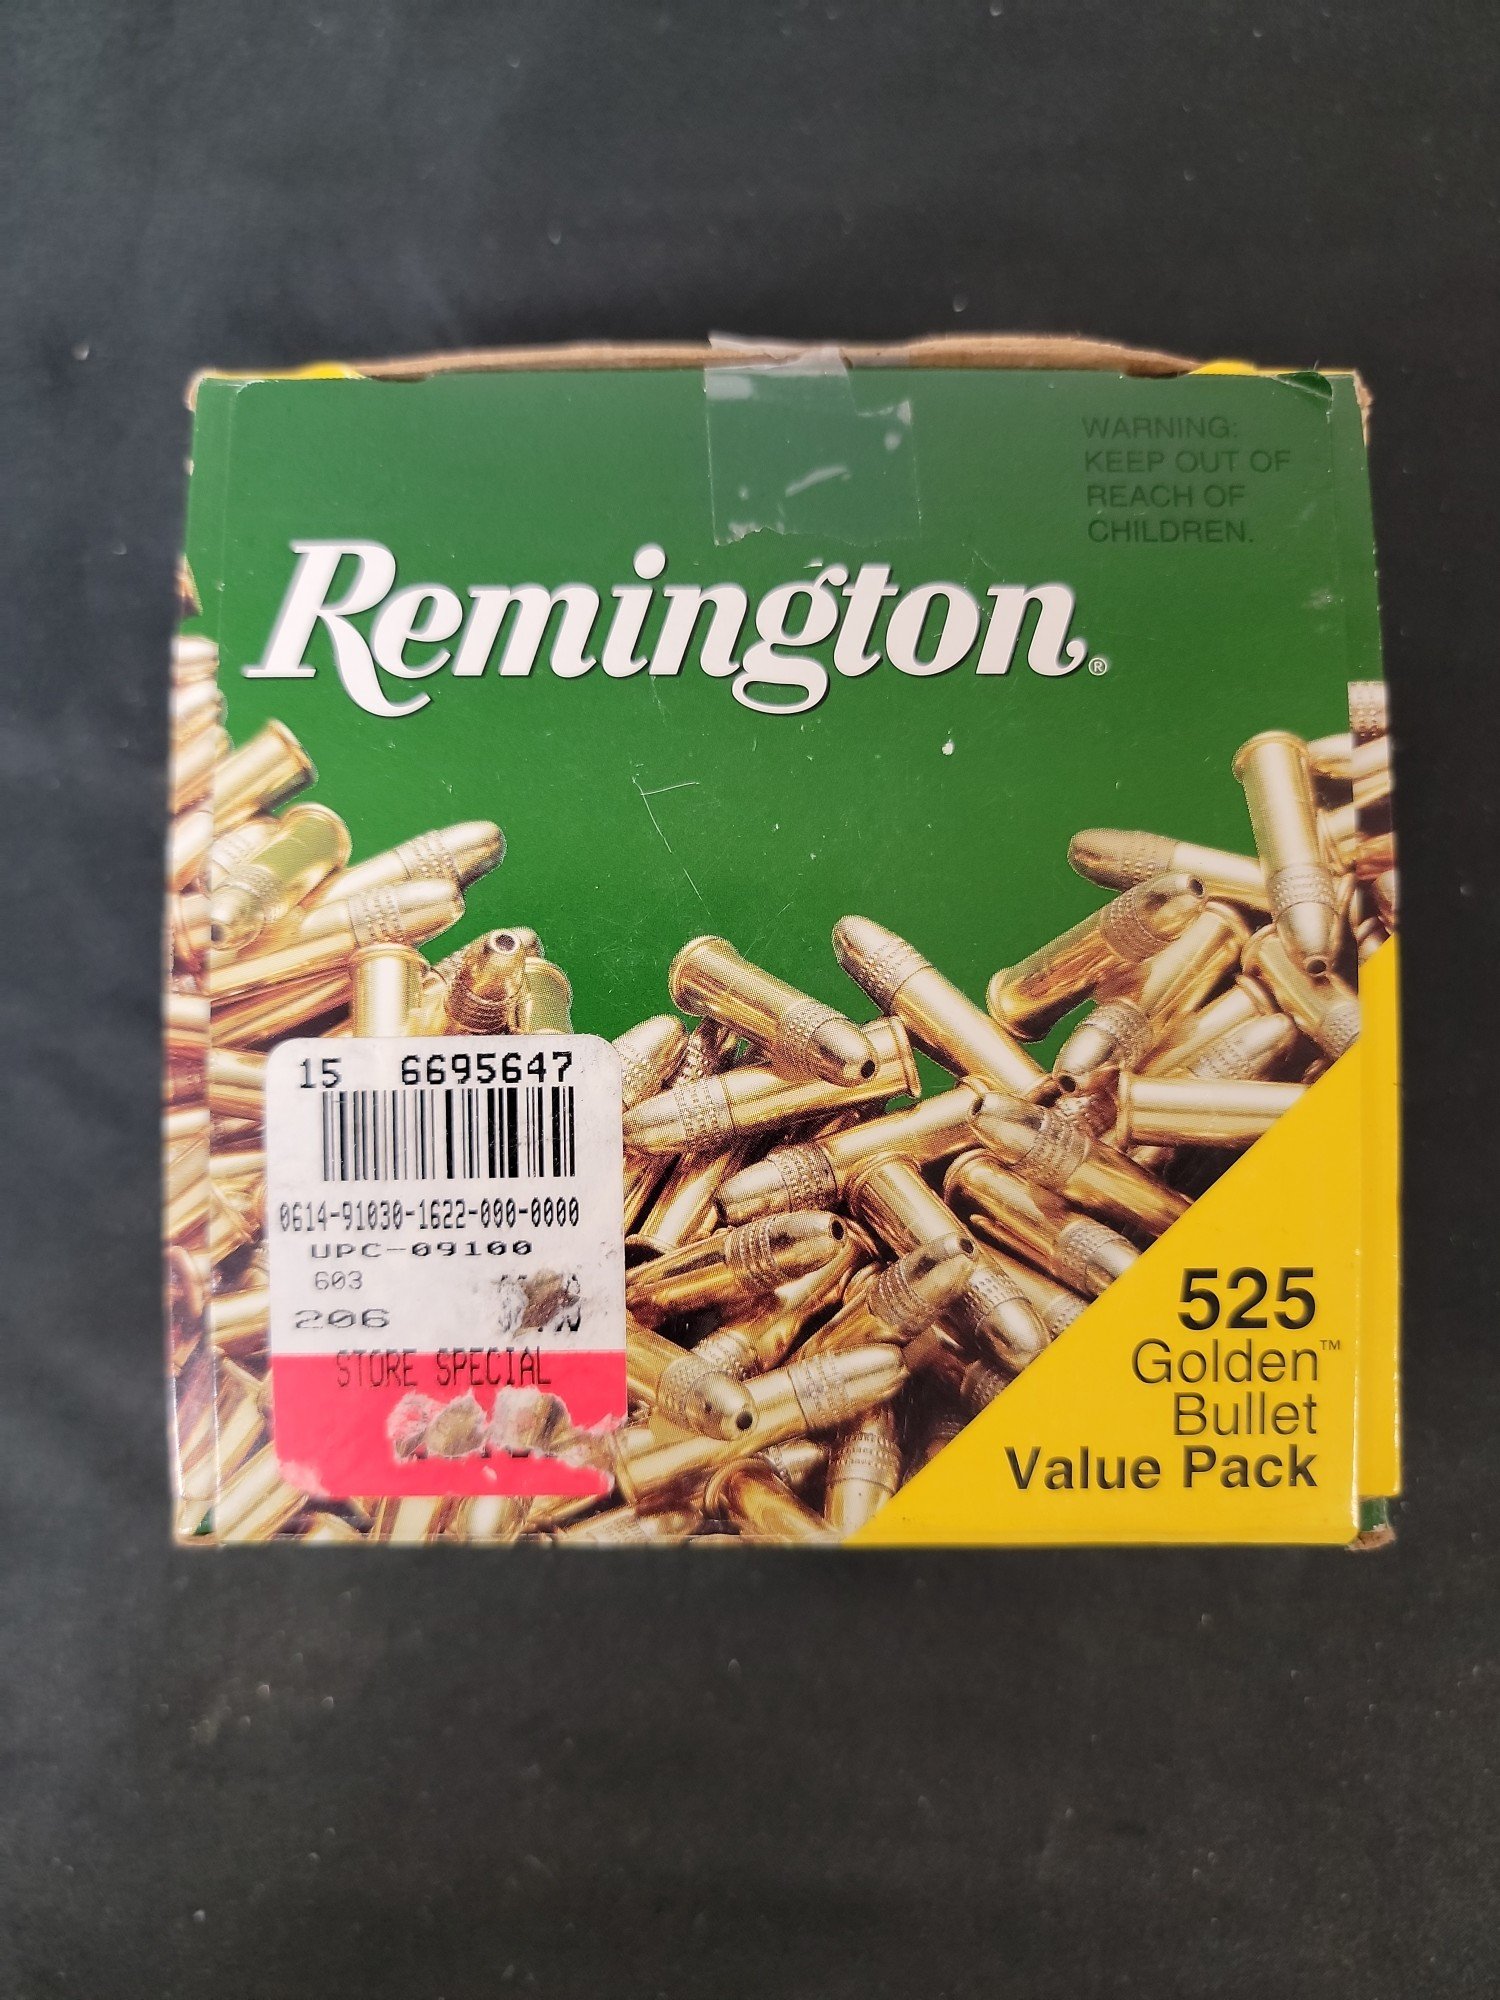 WARNING:
KEEP OUT OF
REACH OF
CHILDREN.
Remington®
15 6695647
0614-91030-1622-000-0000
UPC-09100
603
206
STORE SPECIAL
525
Golden™
Bullet
Value Pack